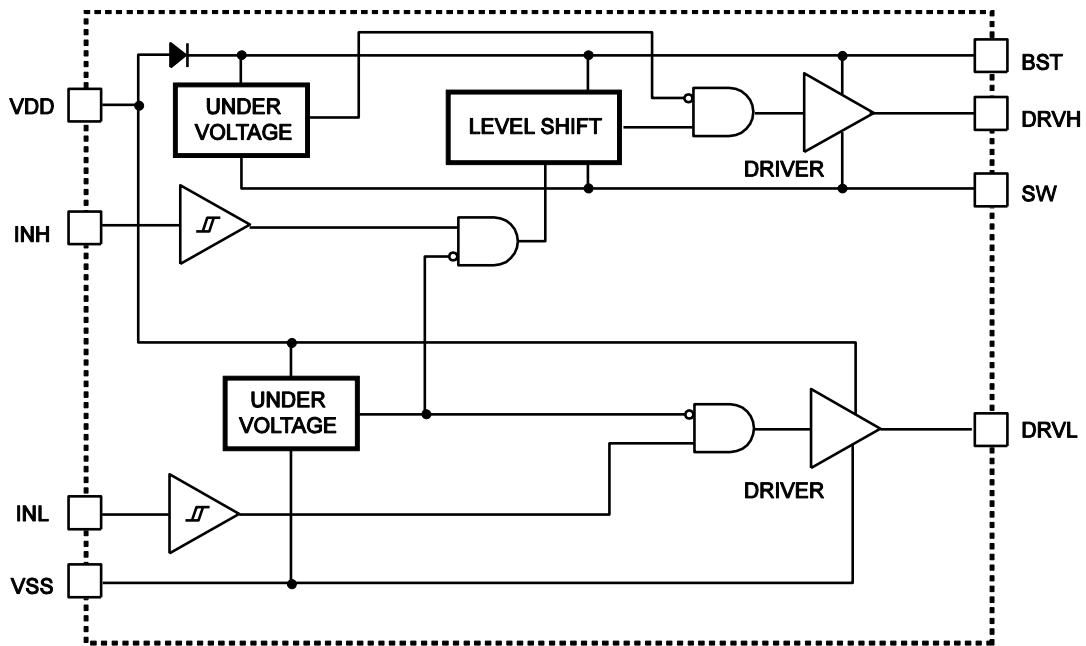 BST
VDD
UNDER
VOLTAGE
LEVEL SHIFT
DRVH
DRIVER
SW
INH
UNDER
VOLTAGE
DRVL
DRIVER
INL
VSS